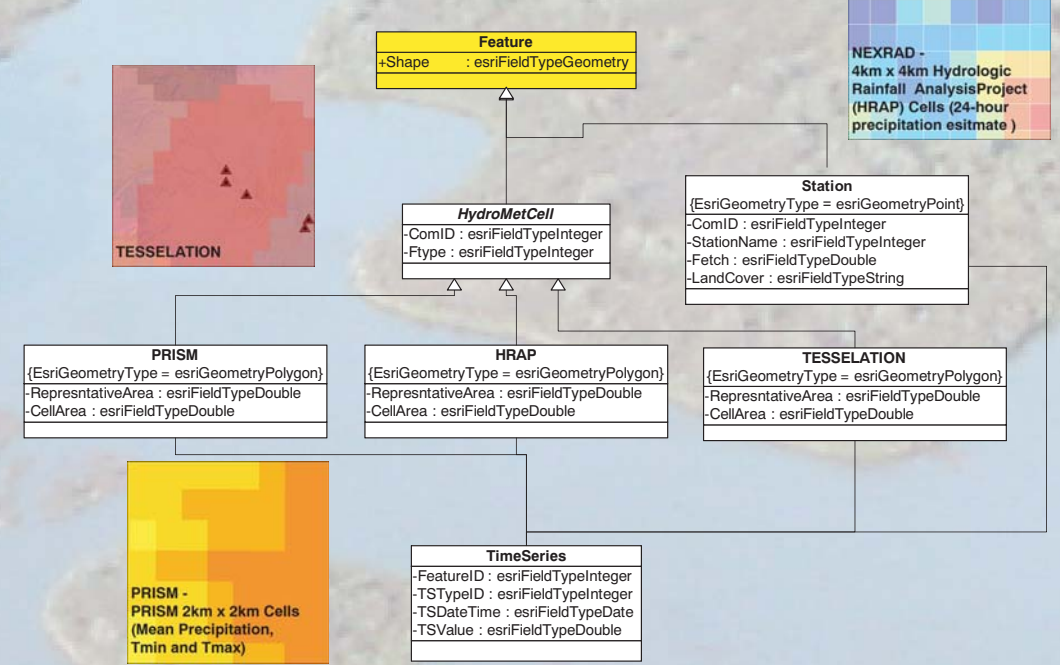 Feature
+Shape : esriFieldTypeGeometry
NEXRAD -
4km x 4km Hydrologic
Rainfall AnalysisProject
(HRAP) Cells (24-hour
precipitation esitmate )
TESSELATION
HydroMetCell
-ComID : esriFieldTypeInteger
-Ftype : esriFieldTypeInteger
Station
{EsriGeometryType = esriGeometryPoint}
-ComID : esriFieldTypeInteger
-StationName : esriFieldTypeInteger
-Fetch : esriFieldTypeDouble
-LandCover : esriFieldTypeString
PRISM
{EsriGeometryType = esriGeometryPolygon}
-RepresntativeArea : esriFieldTypeDouble
-CellArea : esriFieldTypeDouble
HRAP
{EsriGeometryType = esriGeometryPolygon}
-RepresntativeArea : esriFieldTypeDouble
-CellArea : esriFieldTypeDouble
TESSELATION
{EsriGeometryType = esriGeometryPolygon}
-RepresntativeArea : esriFieldTypeDouble
-CellArea : esriFieldTypeDouble
PRISM -
PRISM 2km x 2km Cells
(Mean Precipitation,
Tmin and Tmax)
TimeSeries
-FeatureID : esriFieldTypeInteger
-TSTypeID : esriFieldTypeInteger
-TSDateTime : esriFieldTypeDate
-TSValue : esriFieldTypeDouble